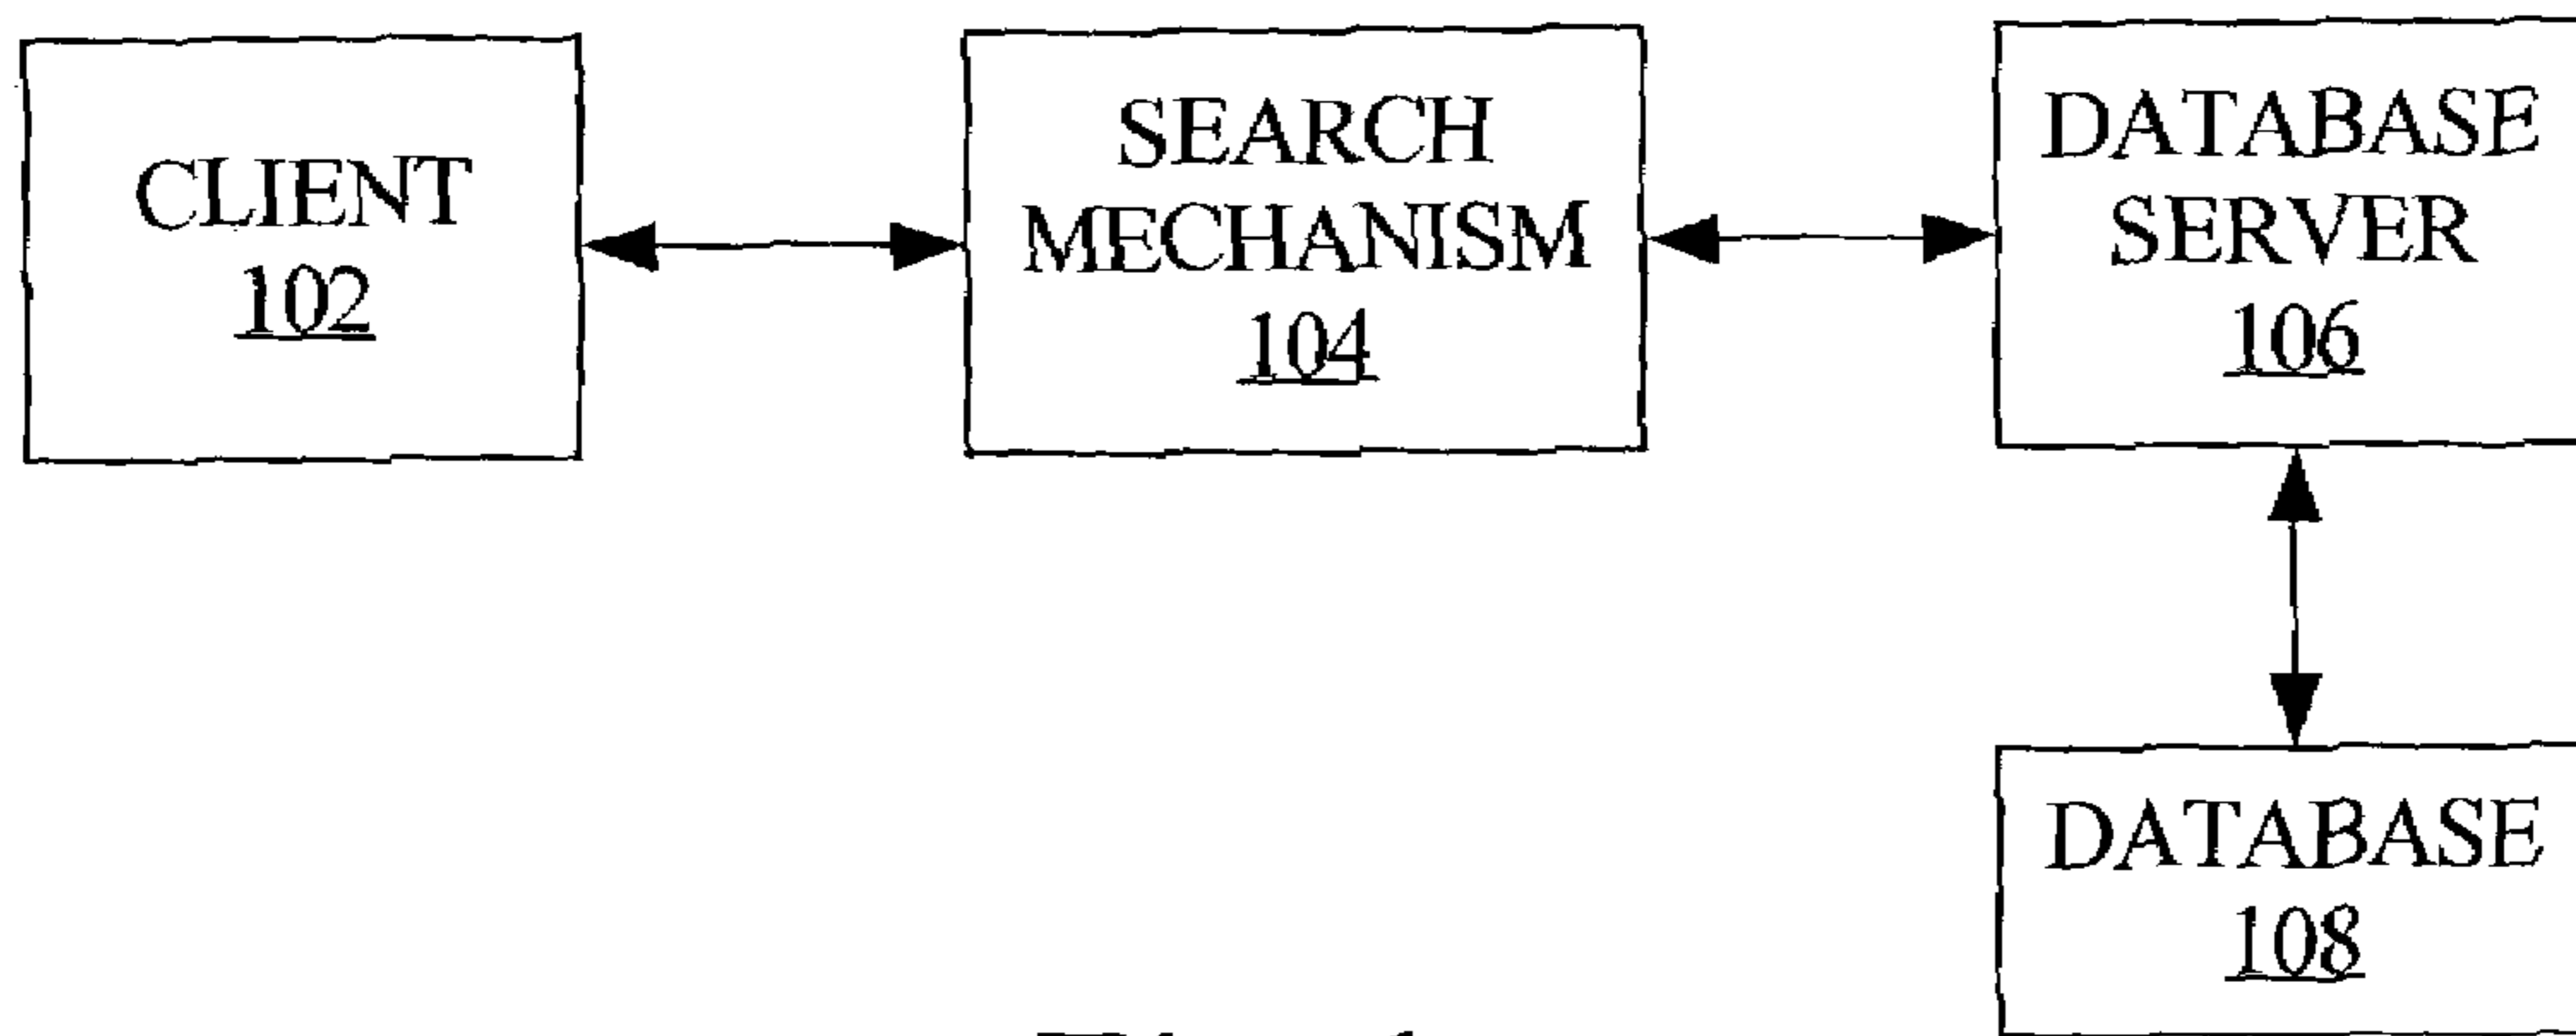 CLIENT
102
SEARCH
MECHANISM
104
DATABASE
SERVER
106
DATABASE
108